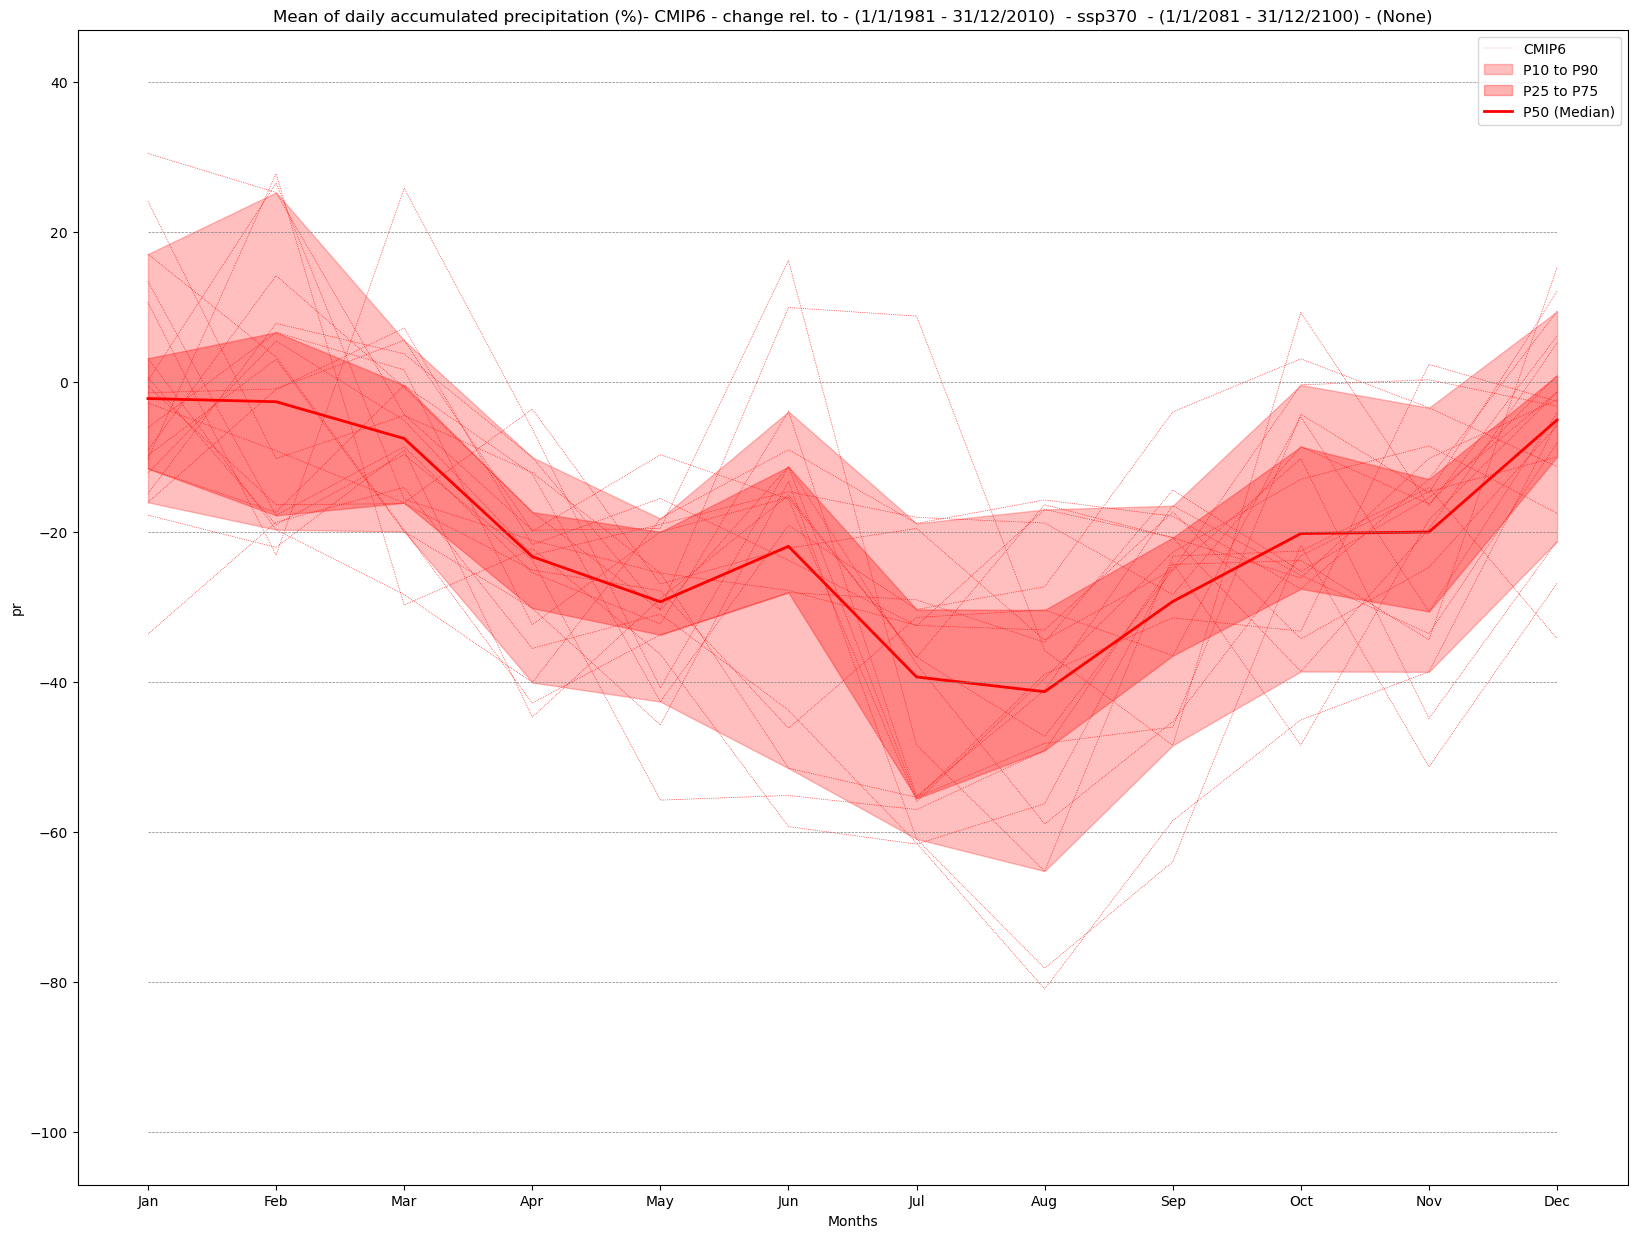 Mean of daily accumulated precipitation (%)- CMIP6 - change rel. to - (1/1/1981 - 31/12/2010)  - ssp370  - (1/1/2081 - 31/12/2100) - (None)
CMIP6
P10 to P90
P25 to P75
P50 (Median)
40
20
0
−20
−40
−60
−80
−100
pr
Jan Feb Mar Apr May Jun Jul Aug Sep Oct Nov Dec
Months